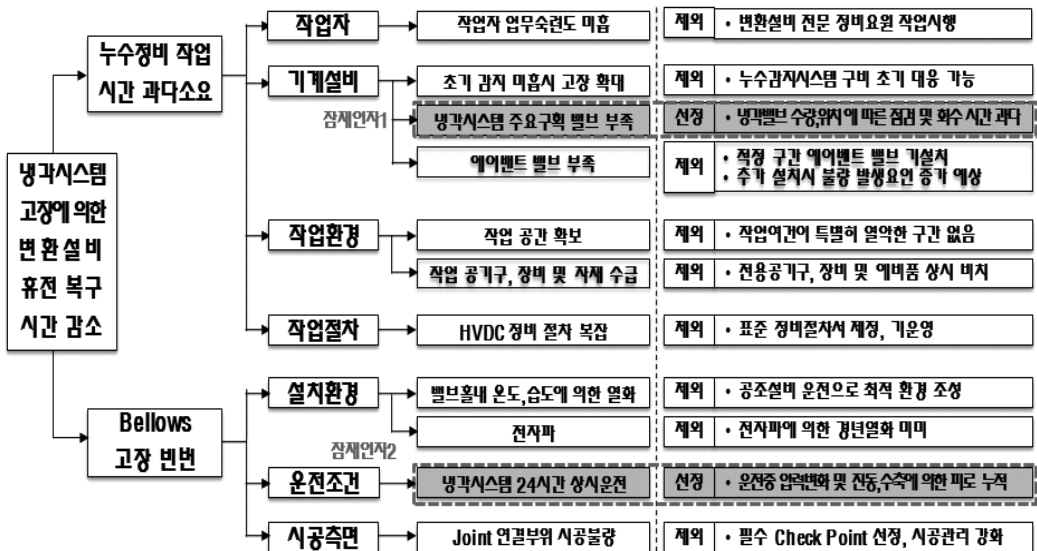 냉각시스템
고장에 의한
변환설비
휴전 복구
시간 감소
누수정비 작업
시간 과다소요
작업자
작업자 업무숙련도 미흡
제외 • 변환설비 전문 정비요원 작업시행
기계설비
초기 감지 미흡시 고장 확대
제외 • 누수감지시스템 구비 초기 대응 가능
잠재인자1
냉각시스템 주요구획 밸브 부족
선정 • 냉각밸브 수량,위치에 따른 점검 및 회수 시간 과다
에어밴트 밸브 부족
제외 • 적정 구간 에어벤트 밸브 기설치
• 추가 설치시 불량 발생요인 증가 예상
작업환경
작업 공간 확보
제외 • 작업여건이 특별히 열악한 구간 없음
작업 공기구, 장비 및 자재 수급
제외 • 전용공기구, 장비 및 예비품 상시 비치
작업절차
HVDC 정비 절차 복잡
제외 • 표준 정비절차서 제정, 기운영
Bellows
고장 빈번
설치환경
밸브홀내 온도,습도에 의한 열화
제외 • 공조설비 운전으로 최적 환경 조성
전자파
제외 • 전자파에 의한 경년열화 미미
잠재인자2
운전조건
냉각시스템 24시간 상시운전
선정 • 운전중 압력변화 및 진동,수축에 의한 피로 누적
시공측면
Joint 연결부위 시공불량
제외 • 필수 Check Point 선정, 시공관리 강화